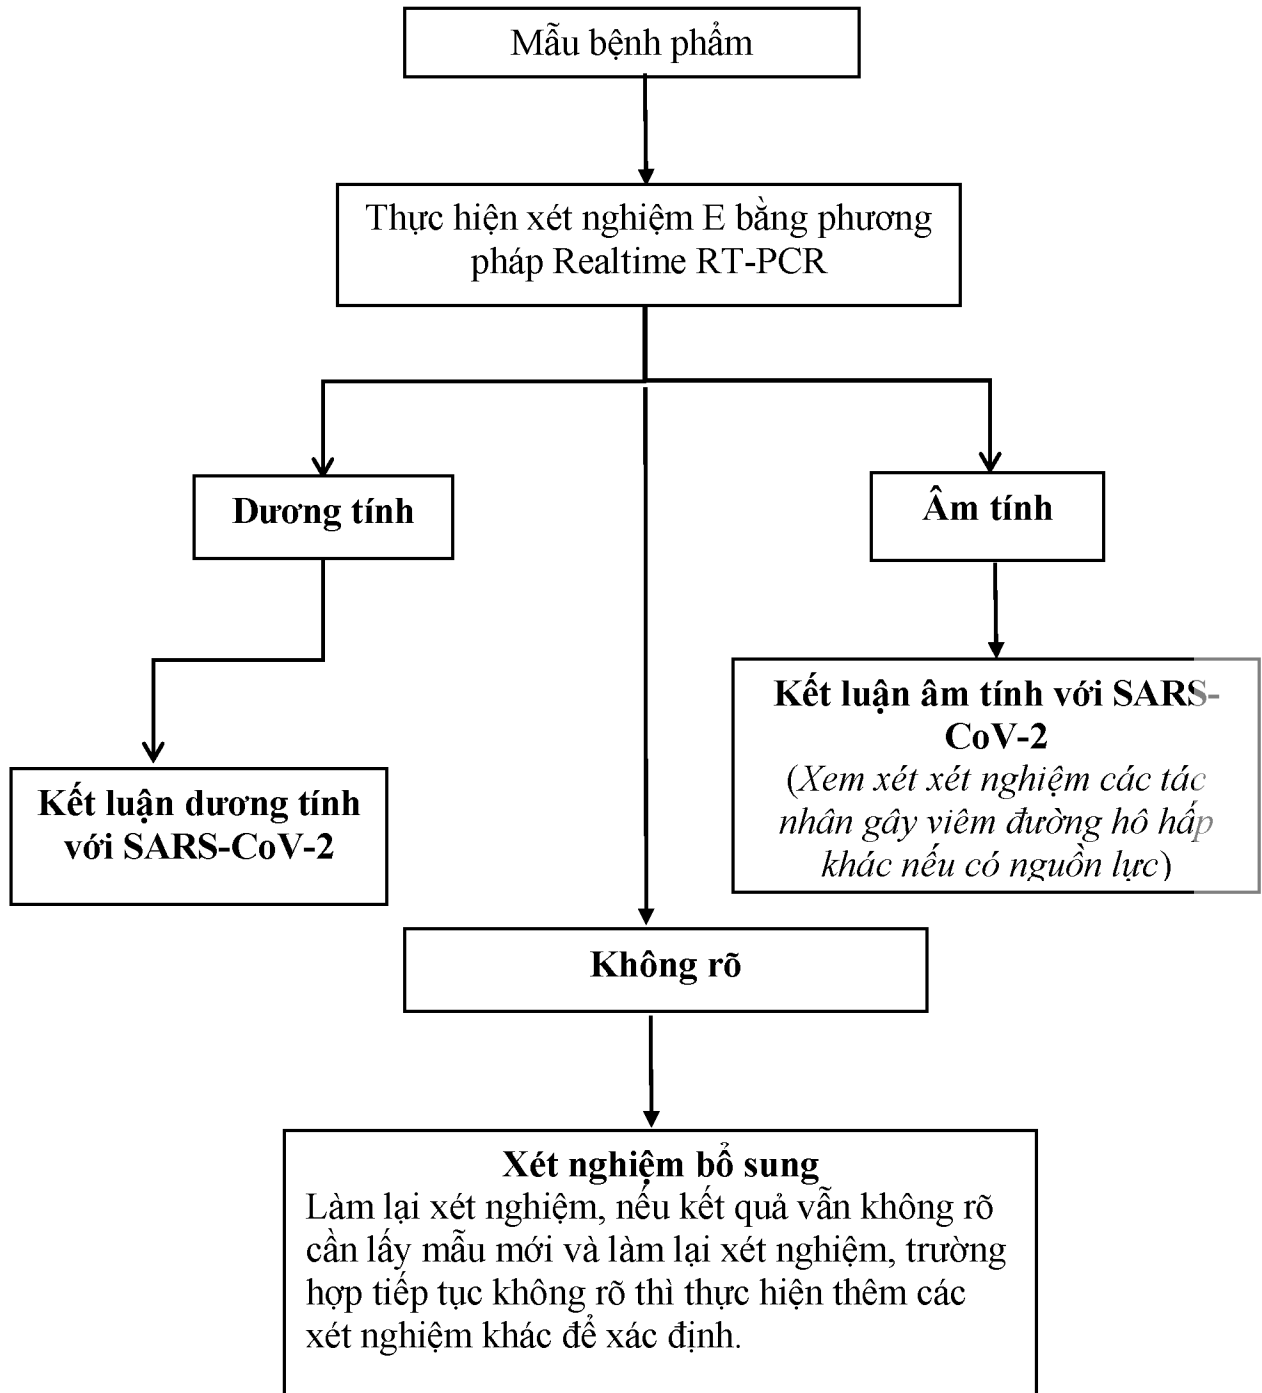 Mẫu bệnh phẩm
Thực hiện xét nghiệm E bằng phương
pháp Realtime RT-PCR
Dương tính
Âm tính
Kết luận dương tính
với SARS-CoV-2
Kết luận âm tính với SARS-
CoV-2
(Xem xét xét nghiệm các tác
nhân gây viêm đường hô hấp
khác nếu có nguồn lực)
Không rõ
Xét nghiệm bổ sung
Làm lại xét nghiệm, nếu kết quả vẫn không rõ
cần lấy mẫu mới và làm lại xét nghiệm, trường
hợp tiếp tục không rõ thì thực hiện thêm các
xét nghiệm khác để xác định.